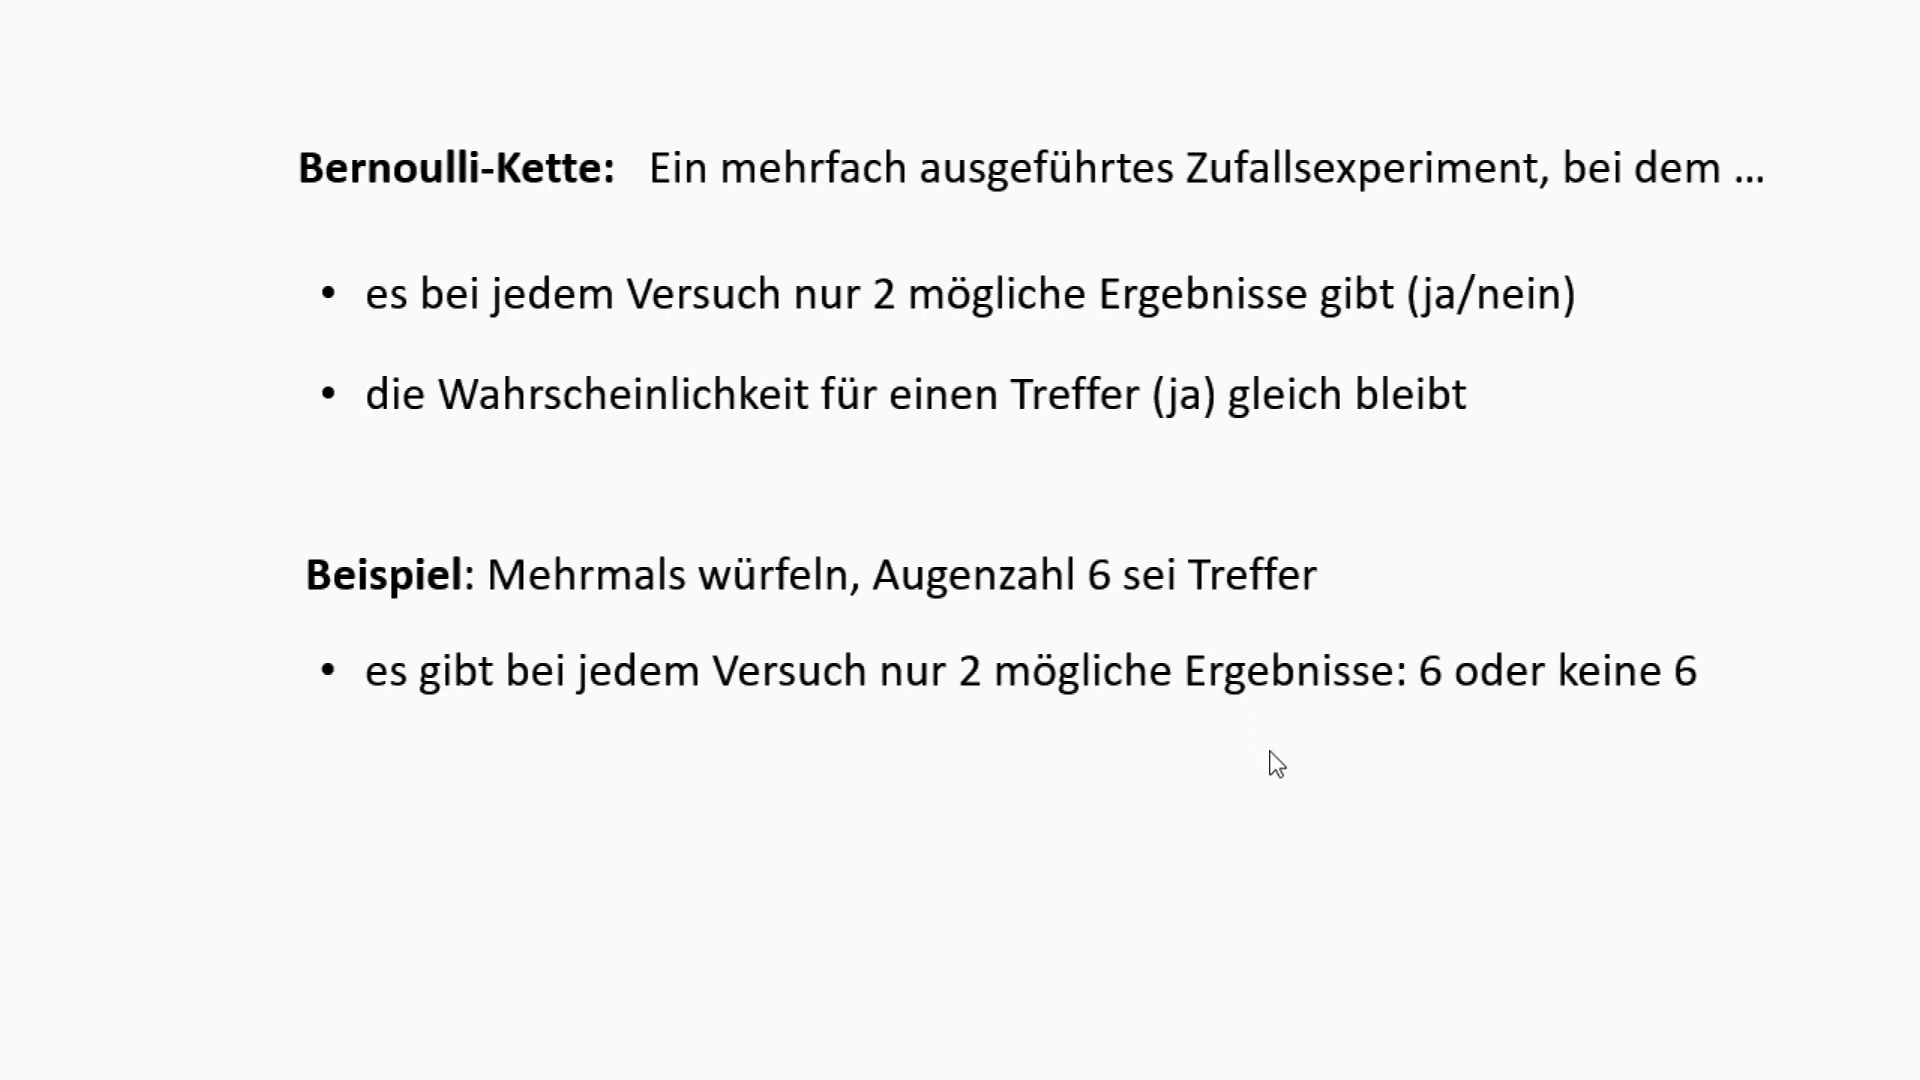 Bernoulli-Kette: Ein mehrfach ausgeführtes Zufallsexperiment, bei dem ...
• es bei jedem Versuch nur 2 mögliche Ergebnisse gibt (ja/nein)
• die Wahrscheinlichkeit für einen Treffer (ja) gleich bleibt
Beispiel: Mehrmals würfeln, Augenzahl 6 sei Treffer
• es gibt bei jedem Versuch nur 2 mögliche Ergebnisse: 6 oder keine 6